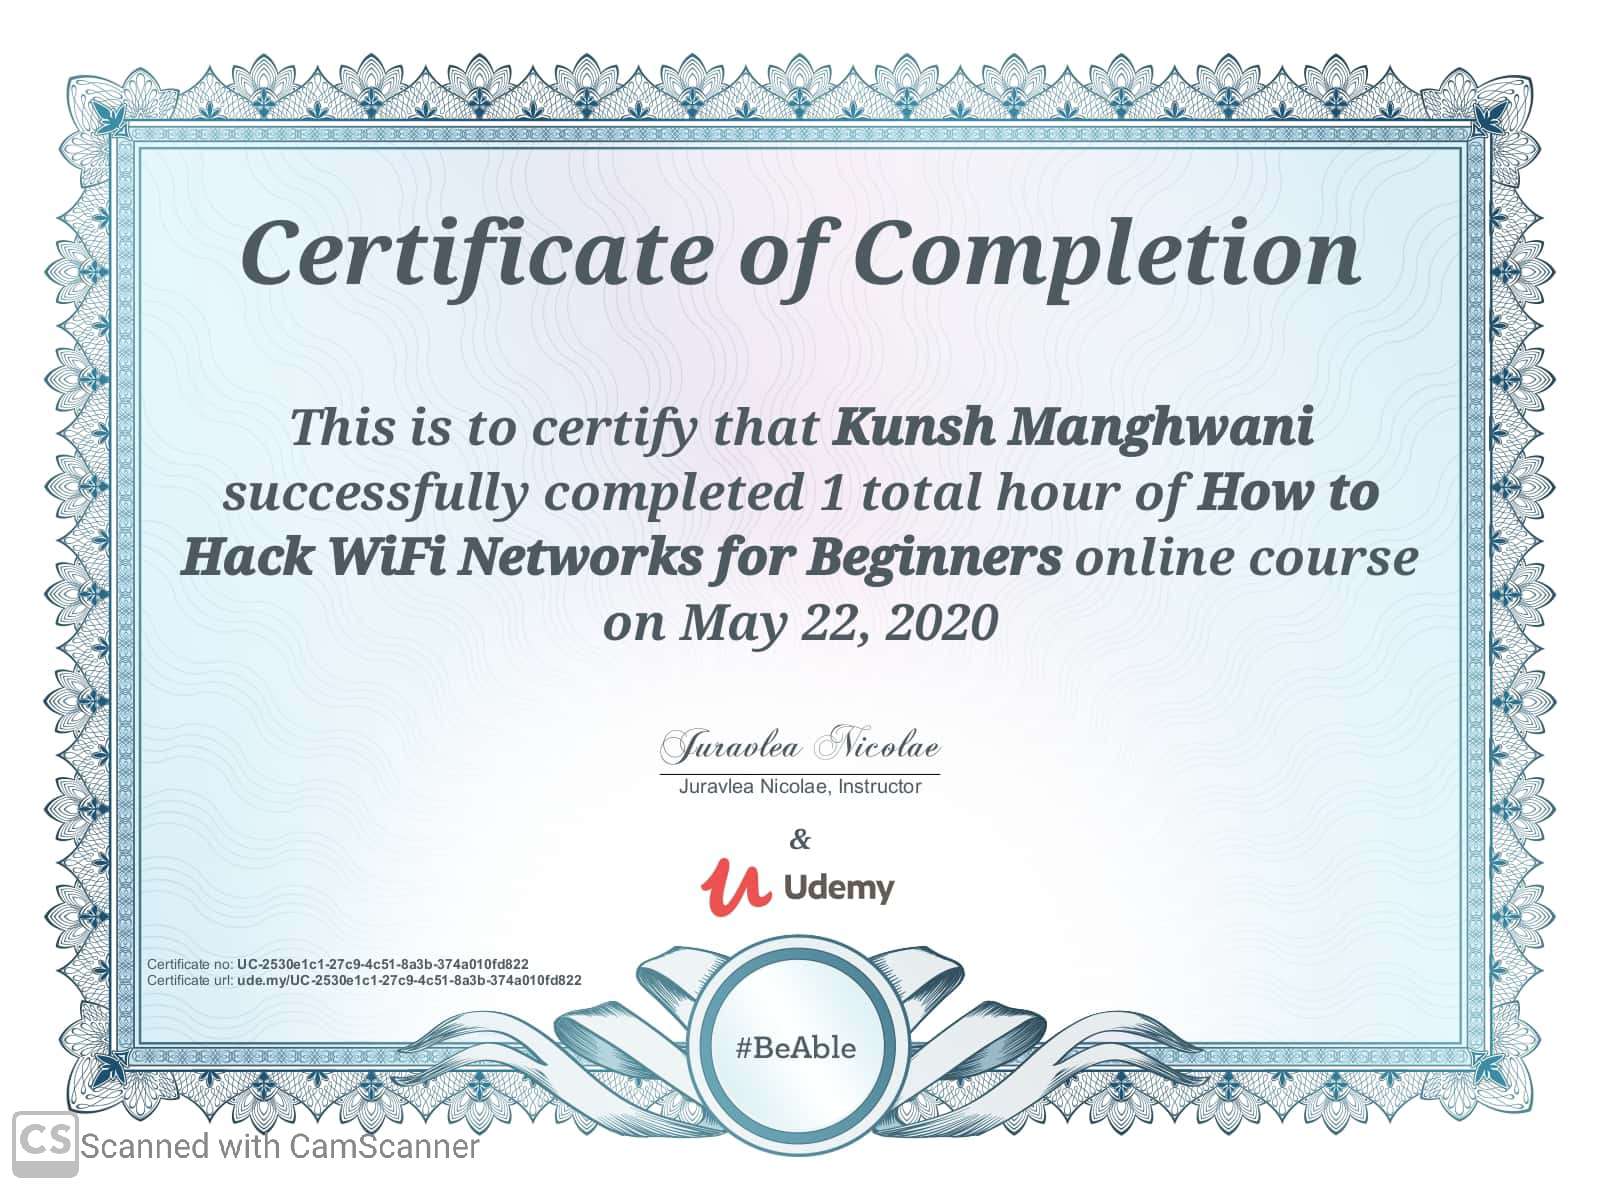 Certificate of Completion
This is to certify that Kunsh Manghwani
successfully completed 1 total hour of How to
Hack WiFi Networks for Beginners online course
on May 22, 2020
Juravlea Nicolae
Juravlea Nicolae, Instructor
&
Udemy
Certificate no: UC-2530e1c1-27c9-4c51-8a3b-374a010fd822
Certificate url: ude.my/UC-2530e1c1-27c9-4c51-8a3b-374a010fd822
#BeAble
CS Scanned with CamScanner